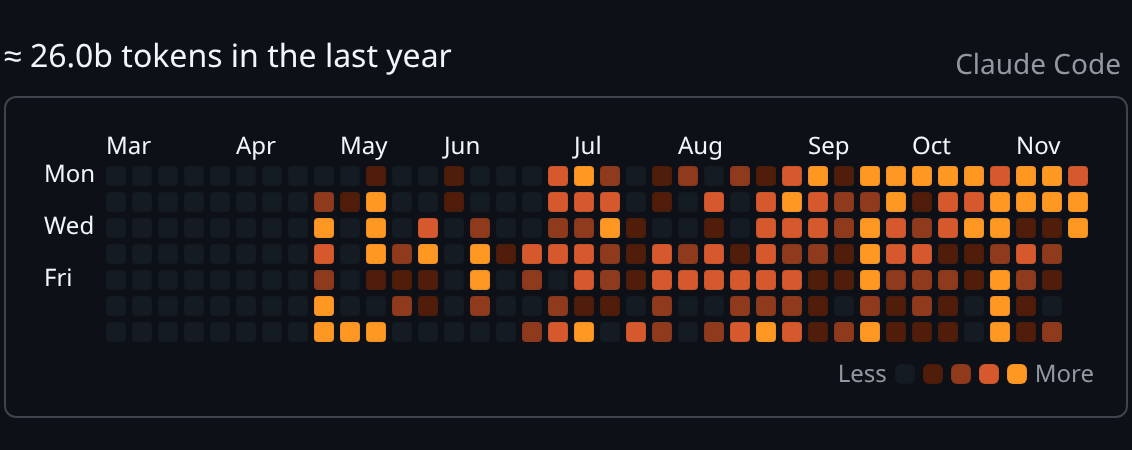 ≈ 26.0b tokens in the last year
Claude Code
Mar Apr May Jun Jul Aug Sep Oct Nov
Mon
Wed
Fri
Less More